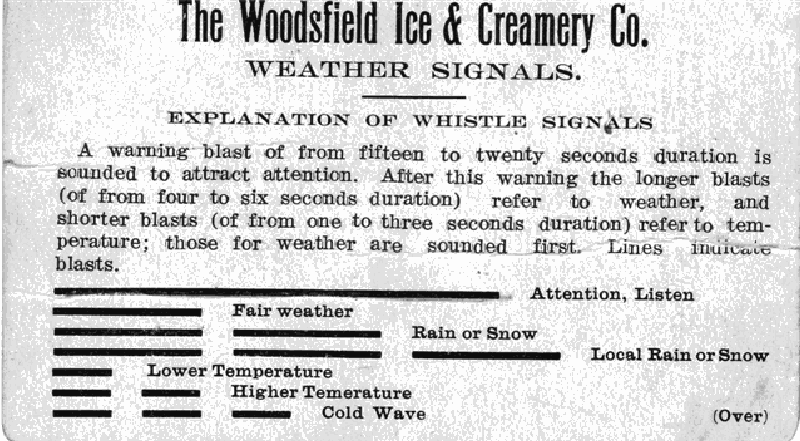 The Woodsfield Ice & Creamery Co.
WEATHER SIGNALS.
EXPLANATION OF WHISTLE SIGNALS
A warning blast of from fifteen to twenty seconds duration is
sounded to attract attention. After this warning the longer blasts
(of from four to six seconds duration) refer to weather, and
shorter blasts (of from one to three seconds duration) refer to tem-
perature; those for weather are sounded first. Lines indicate
blasts.
Attention, Listen
Fair weather
Rain or Snow
Local Rain or Snow
Lower Temperature
Higher Temerature
Cold Wave
(Over)